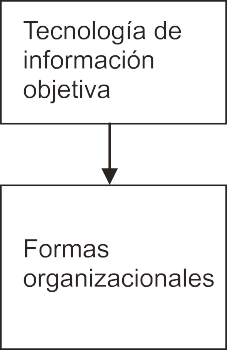 Tecnología de
información
objetiva
Formas
organizacionales